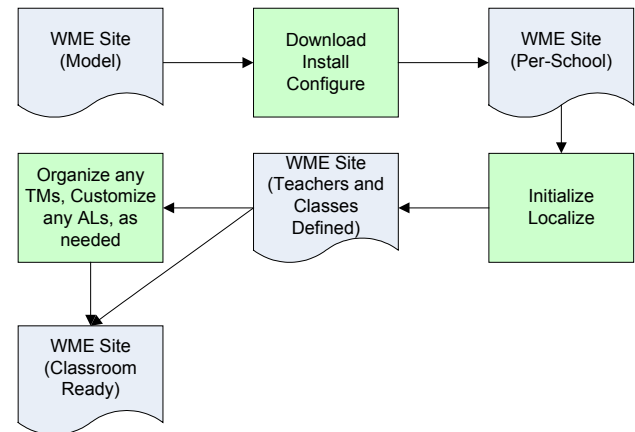 WME Site
(Model)
Download
Install
Configure
WME Site
(Per-School)
Organize any
TMs, Customize
any ALs, as
needed
WME Site
(Teachers and
Classes
Defined)
Initialize
Localize
WME Site
(Classroom
Ready)